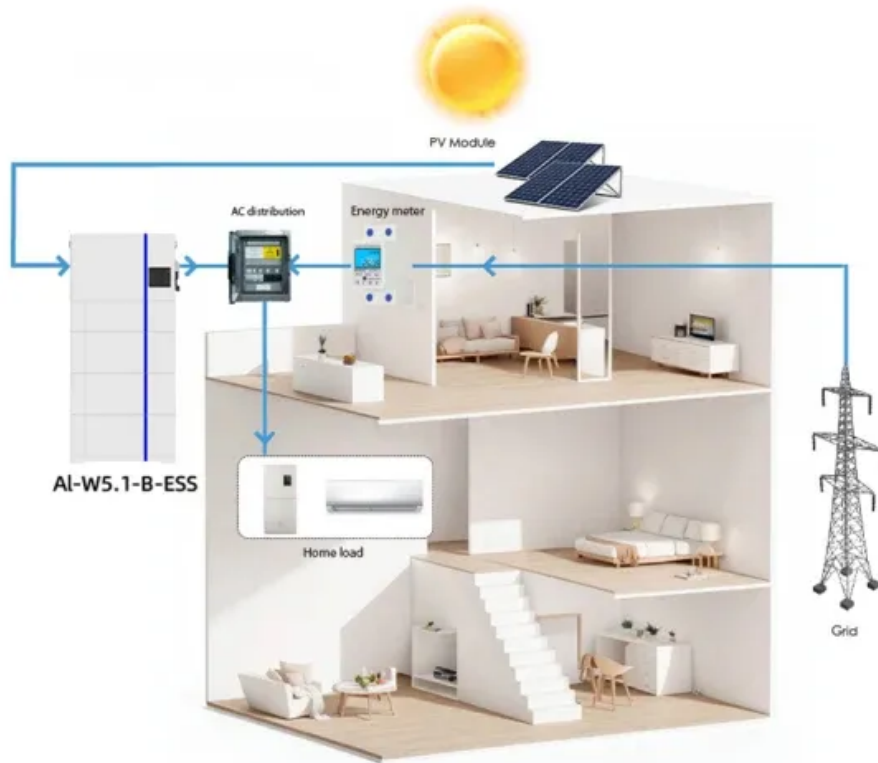 PV Module
AC distribution
Energy meter
Al-W5.1-B-ESS
Home load
Grid